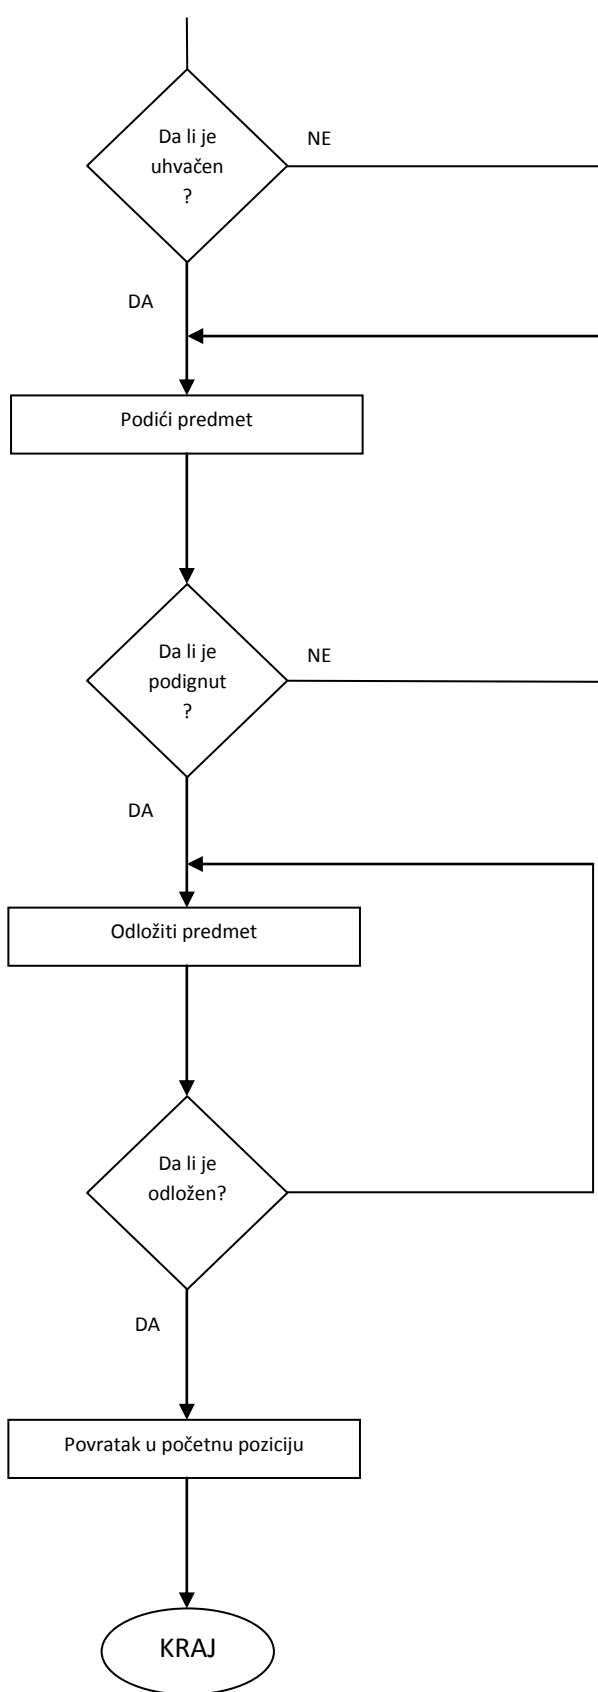 Da li je
uhvačen
?
NE
DA
Podići predmet
Da li je
podignut
?
NE
DA
Odložiti predmet
Da li je
odložen?
DA
Povratak u početnu poziciju
KRAJ